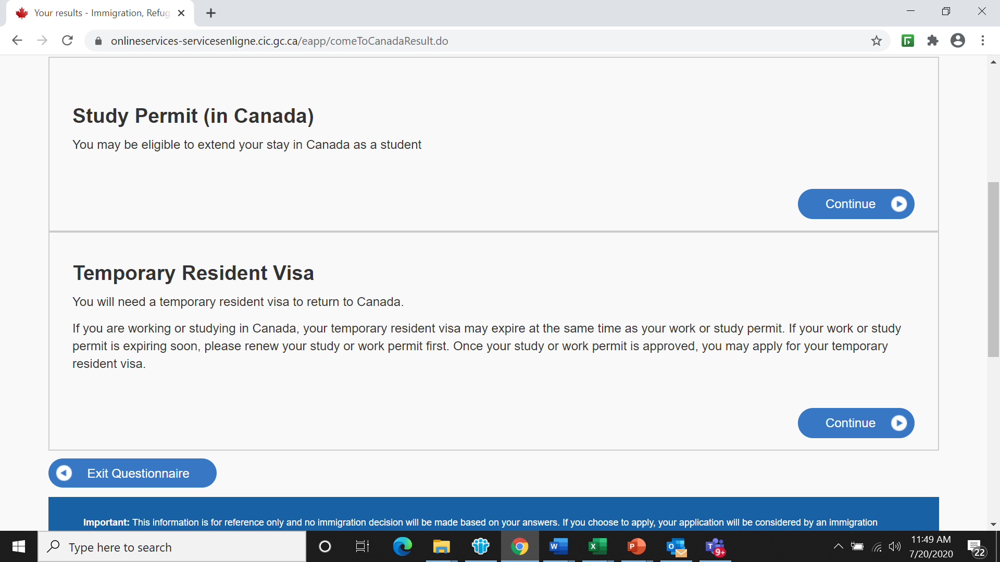 Your results - Immigration, Refug
onlineservices-servicesenligne.cic.gc.ca/eapp/comeToCanadaResult.do
Study Permit (in Canada)
You may be eligible to extend your stay in Canada as a student
Continue
Temporary Resident Visa
You will need a temporary resident visa to return to Canada.
If you are working or studying in Canada, your temporary resident visa may expire at the same time as your work or study permit. If your work or study
permit is expiring soon, please renew your study or work permit first. Once your study or work permit is approved, you may apply for your temporary
resident visa.
Continue
Exit Questionnaire
Important: This information is for reference only and no immigration decision will be made based on your answers. If you choose to apply, your application will be considered by an immigration
Type here to search
W
X
P
O
T
9+
11:49 AM
7/20/2020
22